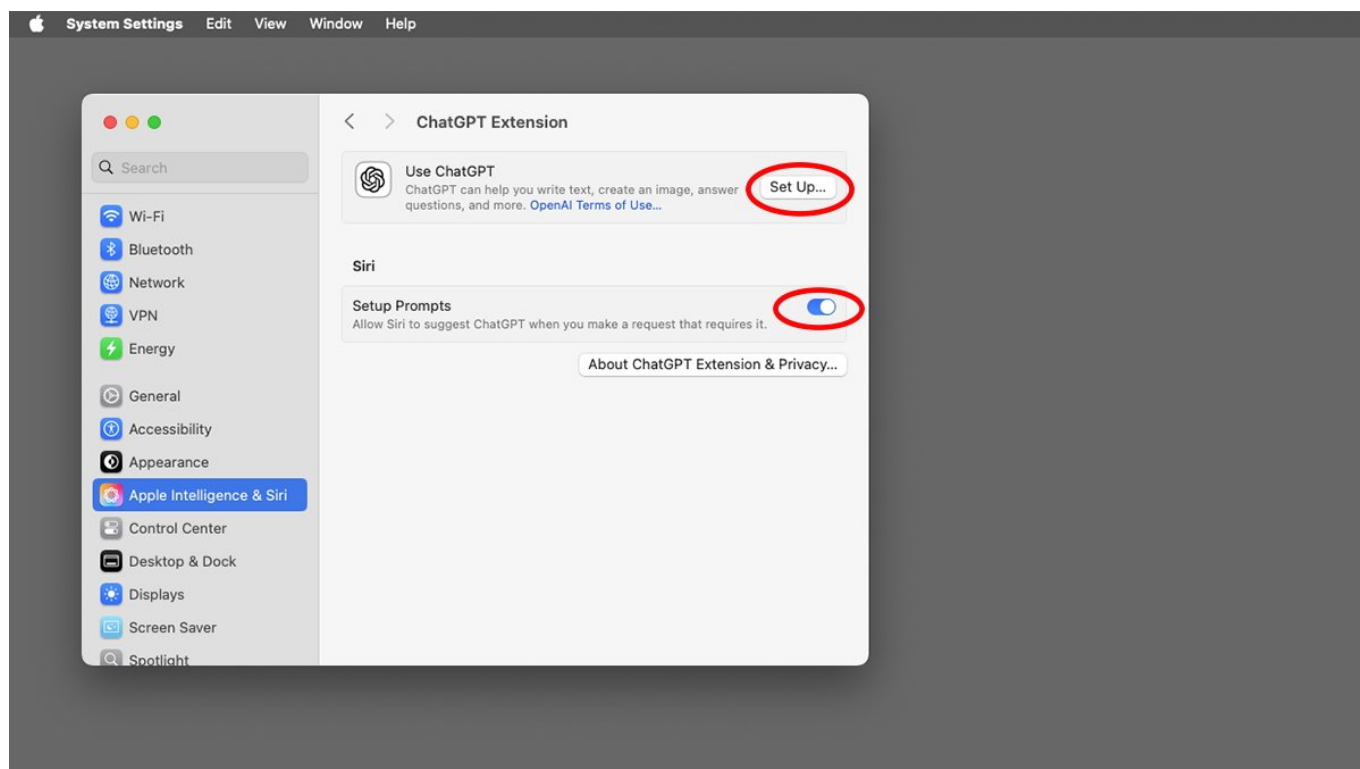 System Settings Edit View Window Help
ChatGPT Extension
Search
Use ChatGPT
ChatGPT can help you write text, create an image, answer
questions, and more. OpenAI Terms of Use...
Set Up...
Wi-Fi
Bluetooth
Network
VPN
Energy
General
Accessibility
Appearance
Apple Intelligence & Siri
Control Center
Desktop & Dock
Displays
Screen Saver
Spotlight
Siri
Setup Prompts
Allow Siri to suggest ChatGPT when you make a request that requires it.
About ChatGPT Extension & Privacy...